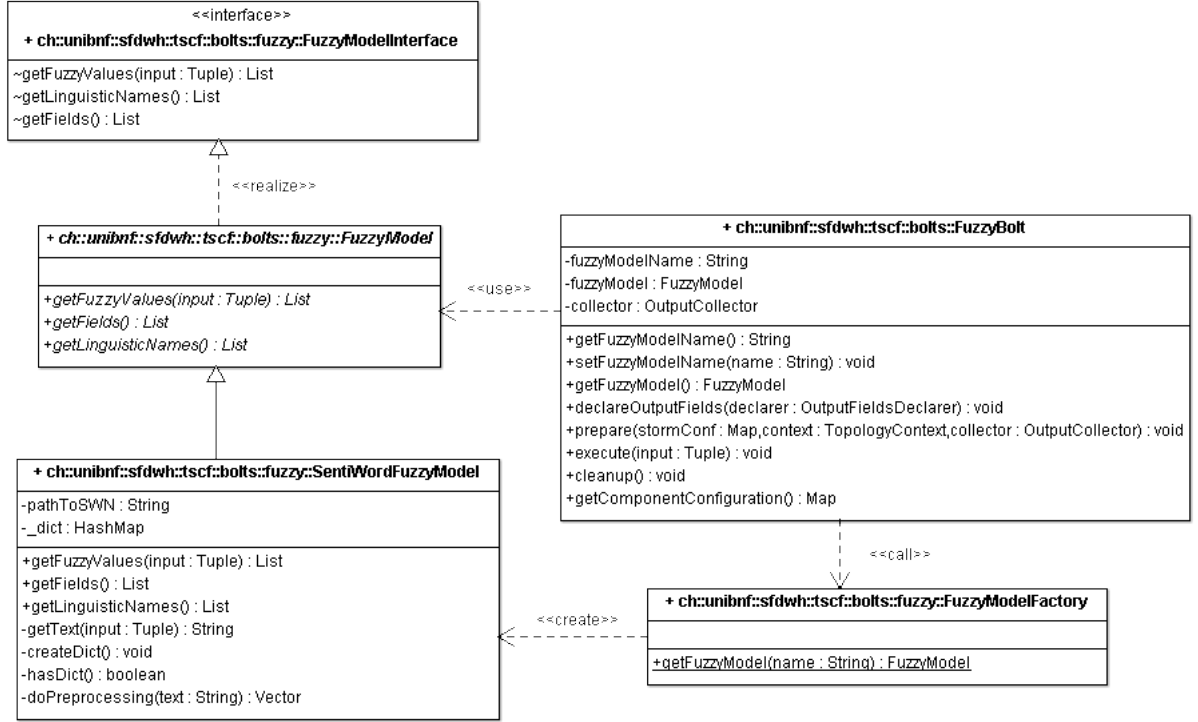 <<interface>>
+ ch::unibnf::sfdwh::tscf::bolts::fuzzy::FuzzyModelInterface
~getFuzzyValues(input : Tuple) : List
~getLinguisticNames() : List
~getFields() : List
<<realize>>
+ ch::unibnf::sfdwh::tscf::bolts::fuzzy::FuzzyModel
+getFuzzyValues(input : Tuple) : List
+getFields() : List
+getLinguisticNames() : List
<<use>>
+ ch::unibnf::sfdwh::tscf::bolts::FuzzyBolt
-fuzzyModelName : String
-fuzzyModel : FuzzyModel
-collector : OutputCollector
+getFuzzyModelName() : String
+setFuzzyModelName(name : String) : void
+getFuzzyModel() : FuzzyModel
+declareOutputFields(declarer : OutputFieldsDeclarer) : void
+prepare(stormConf : Map,context : TopologyContext,collector : OutputCollector) : void
+execute(input : Tuple) : void
+cleanup() : void
+getComponentConfiguration() : Map
+ ch::unibnf::sfdwh::tscf::bolts::fuzzy::SentiWordFuzzyModel
-pathToSWN : String
-_dict : HashMap
+getFuzzyValues(input : Tuple) : List
+getFields() : List
+getLinguisticNames() : List
-getText(input : Tuple) : String
-createDict() : void
-hasDict() : boolean
-doPreprocessing(text : String) : Vector
<<call>>
<<create>>
+ ch::unibnf::sfdwh::tscf::bolts::fuzzy::FuzzyModelFactory
+getFuzzyModel(name : String) : FuzzyModel